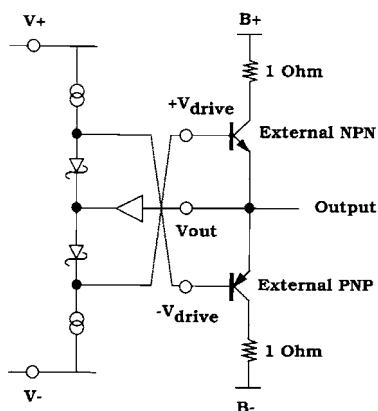 V+
B+
1 Ohm
+Vdrive
External NPN
Output
Vout
External PNP
-Vdrive
1 Ohm
V-
B-